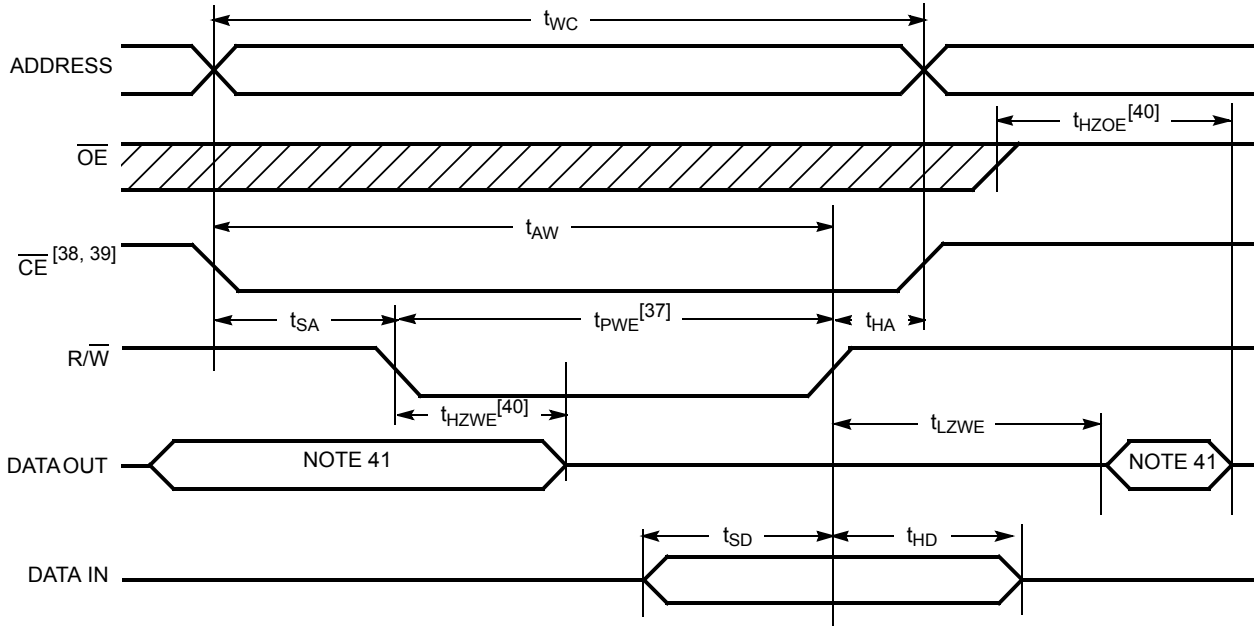 tWC
ADDRESS
tHZOE[40]
OE
tAW
CE [38, 39]
tSA
tPWE[37]
tHA
R/W
tHZWE[40]
tLZWE
DATA OUT
NOTE 41
NOTE 41
tSD
tHD
DATA IN